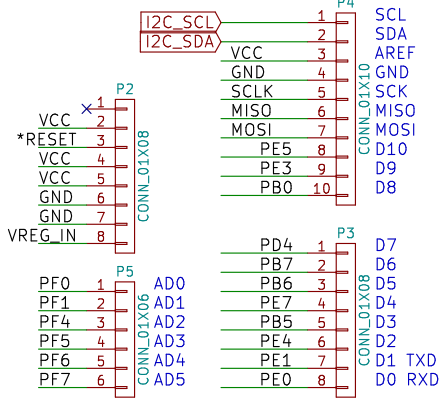 P4
I2C_SCL 1 SCL
I2C_SDA 2 SDA
VCC 3 AREF
GND 4 GND
SCLK 5 SCK
MISO 6 MISO
MOSI 7 MOSI
PE5 8 D10
PE3 9 D9
PB0 10 D8
CONN_01X10
P2
1
VCC 2
*RESET 3
VCC 4
VCC 5
GND 6
GND 7
VREG_IN 8
CONN_01X08
P5
PF0 1 AD0
PF1 2 AD1
PF4 3 AD2
PF5 4 AD3
PF6 5 AD4
PF7 6 AD5
CONN_01X06
P3
PD4 1 D7
PB7 2 D6
PB6 3 D5
PE7 4 D4
PB5 5 D3
PE4 6 D2
PE1 7 D1 TXD
PE0 8 D0 RXD
CONN_01X08